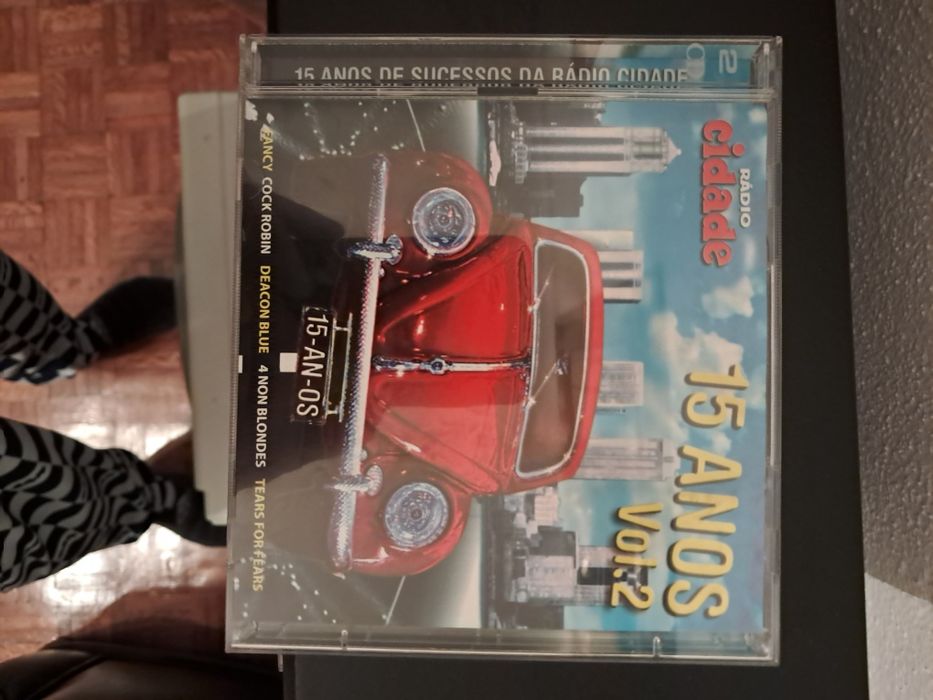 15 ANOS DE SUCESSOS DA RÁDIO CIDADE
2
RÁDIO
cidade
15 ANOS
Vol.2
15-AN-OS
FANCY COCK ROBIN DEACON BLUE 4 NON BLONDES TEARS FOR FEARS